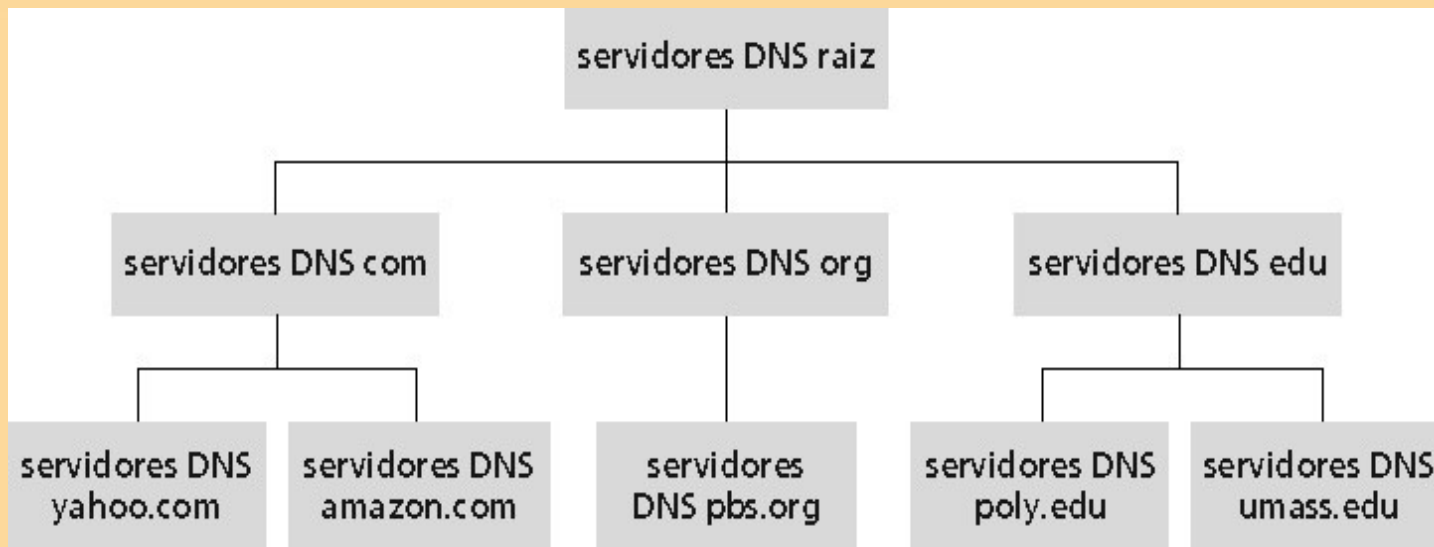 servidores DNS raiz
servidores DNS com
servidores DNS org
servidores DNS edu
servidores DNS
yahoo.com
servidores DNS
amazon.com
servidores
DNS pbs.org
servidores DNS
poly.edu
servidores DNS
umass.edu